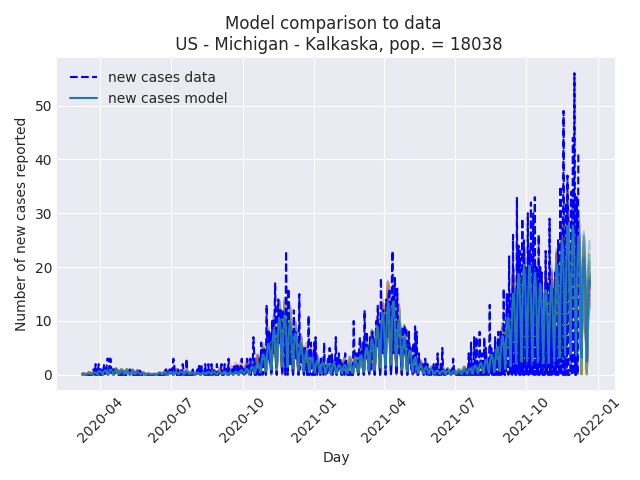 Model comparison to data
US - Michigan - Kalkaska, pop. = 18038
new cases data
new cases model
Number of new cases reported
50
40
30
20
10
0
2020-04
2020-07
2020-10
2021-01
2021-04
2021-07
2021-10
2022-01
Day